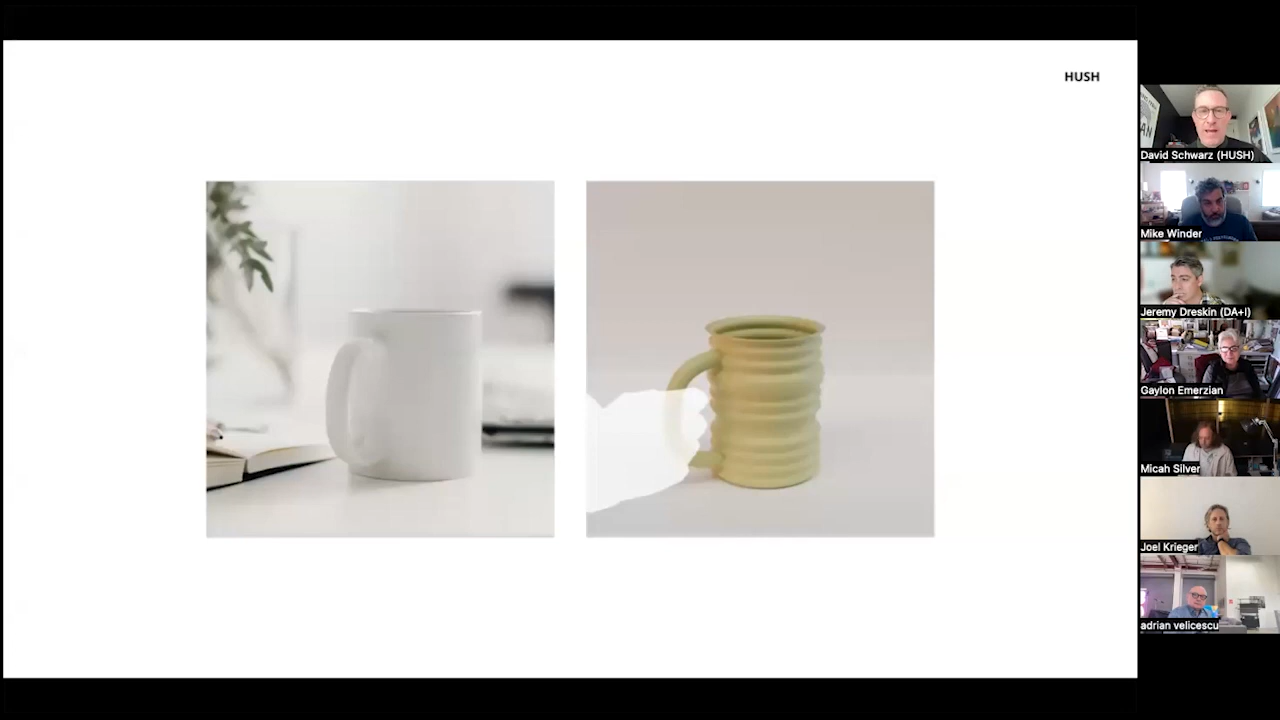 HUSH
David Schwarz (HUSH)
Mike Winder
Jeremy Dreskin (DA+I)
Gaylon Emerzian
Micah Silver
Joel Krieger
adrian velicescu